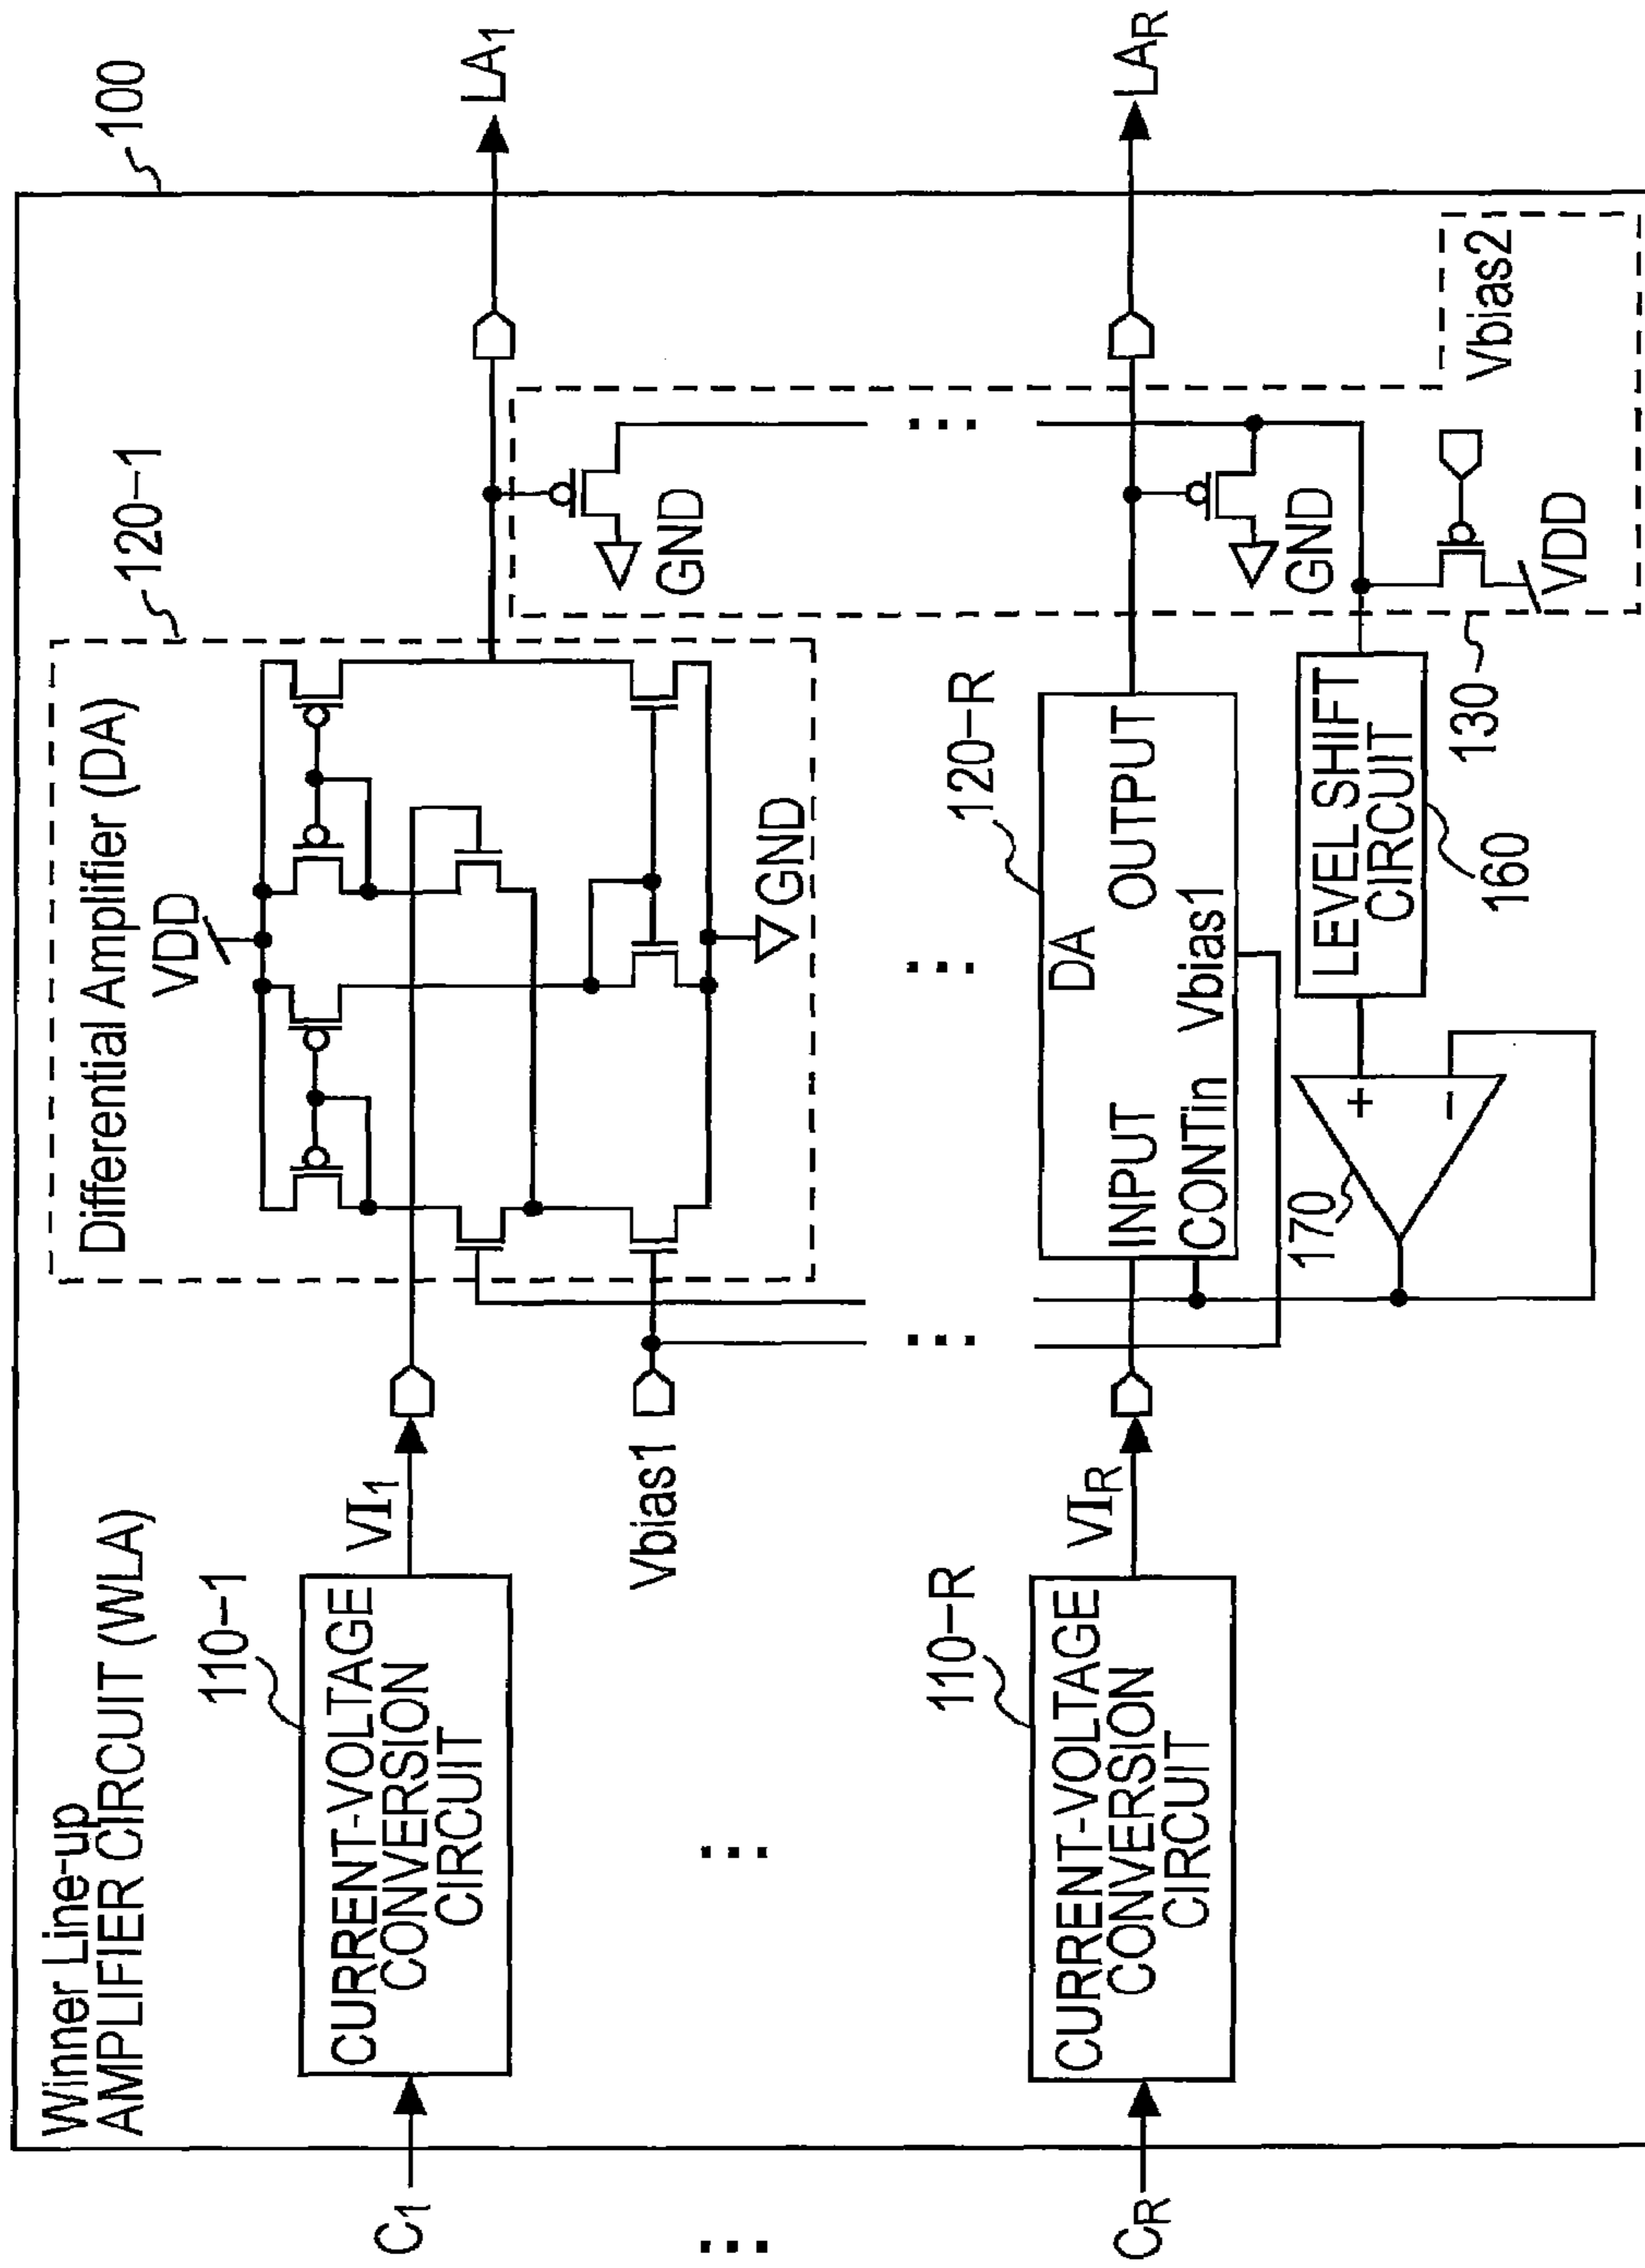 Winner Line-up
AMPLIFIER CIRCUIT (WLA)
100
C1
110-1
CURRENT-VOLTAGE
CONVERSION
CIRCUIT
VI1
Vbias1
Differential Amplifier (DA)
120-1
VDD
GND
LA1
GND
...
...
...
...
...
CR
110-R
CURRENT-VOLTAGE
CONVERSION
CIRCUIT
VIR
120-R
DA
INPUT
OUTPUT
CONTin
Vbias1
LAR
GND
Vbias2
VDD
130
LEVEL SHIFT
CIRCUIT
160
170
+
−